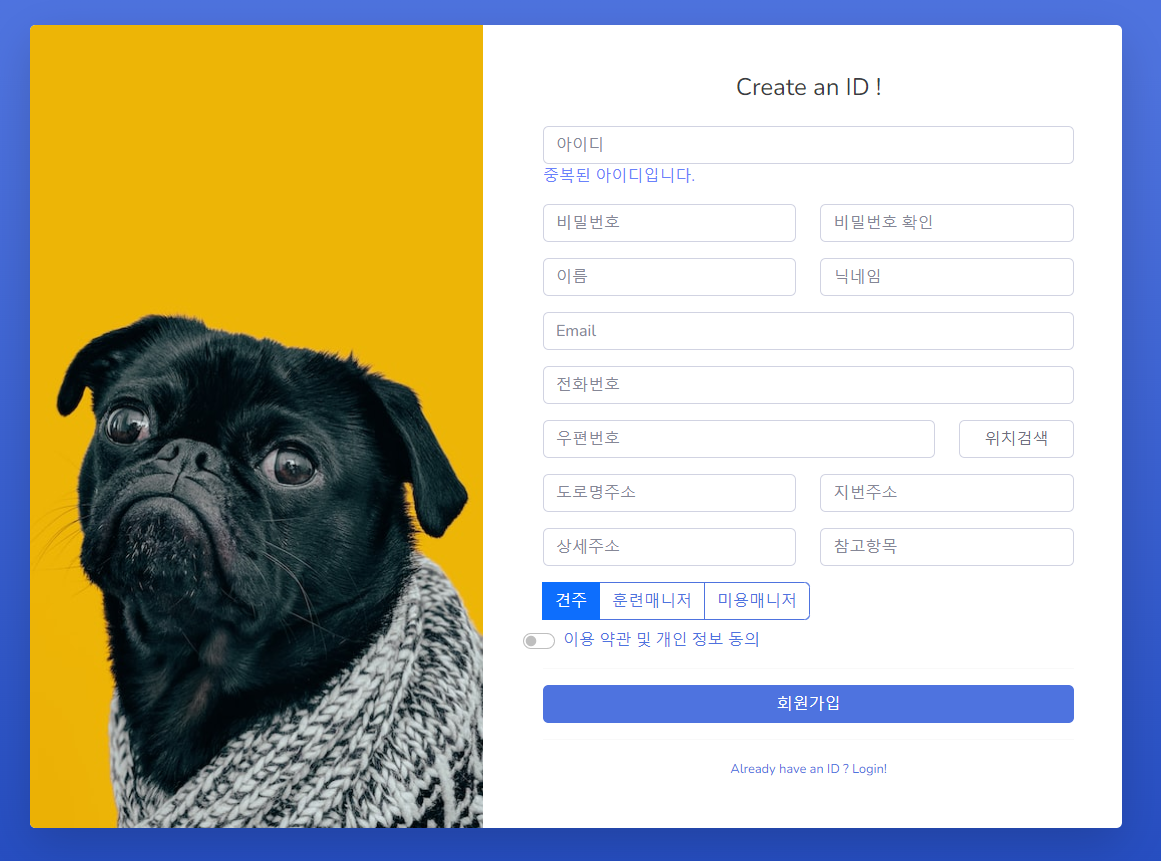 Create an ID !
아이디
중복된 아이디입니다.
비밀번호 비밀번호 확인
이름 닉네임
Email
전화번호
우편번호 위치검색
도로명주소 지번주소
상세주소 참고항목
견주 훈련매니저 미용매니저
이용 약관 및 개인 정보 동의
회원가입
Already have an ID ? Login!